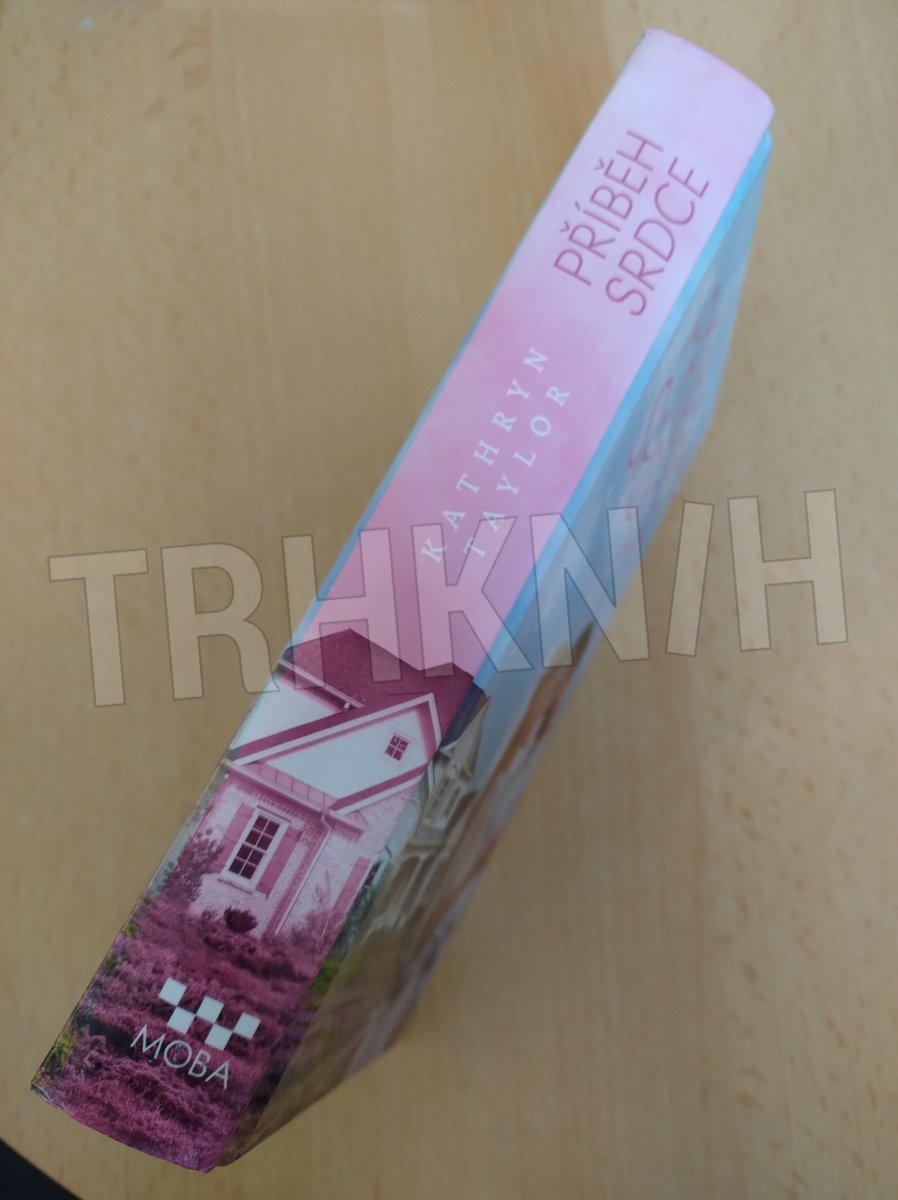 PŘÍBĚH
SRDCE
KATHRYN
TAYLOR
TRHKNIH
MOBA